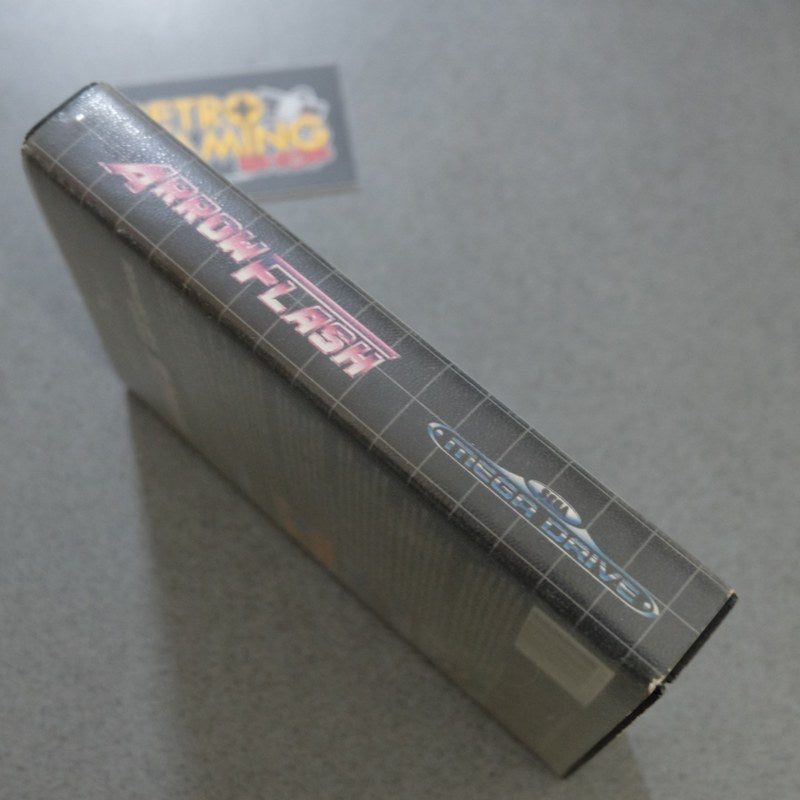 RETRO
GAMING
ARROW
FLASH
MEGA DRIVE